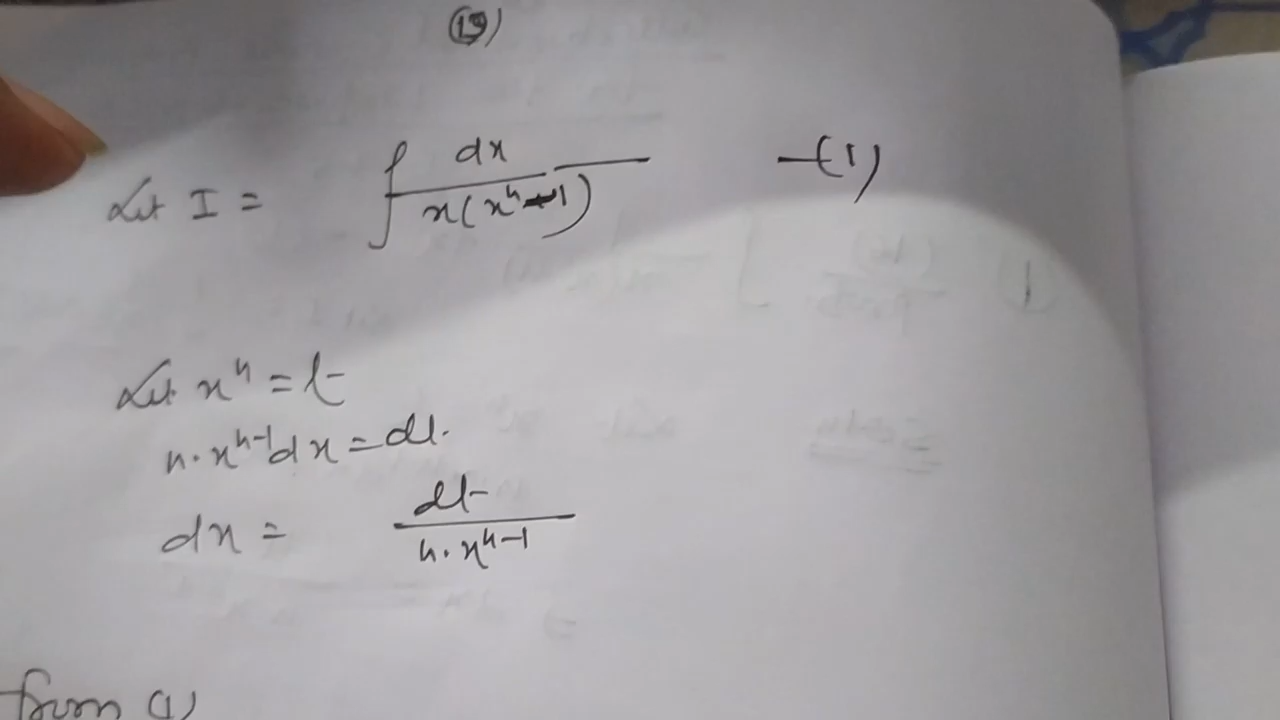 (19)
Let I = ∫ dx / x(xⁿ-1) —(1)
Let xⁿ = t
n·xⁿ⁻¹dx = dt.
dx = dt / n·xⁿ⁻¹
from (1)